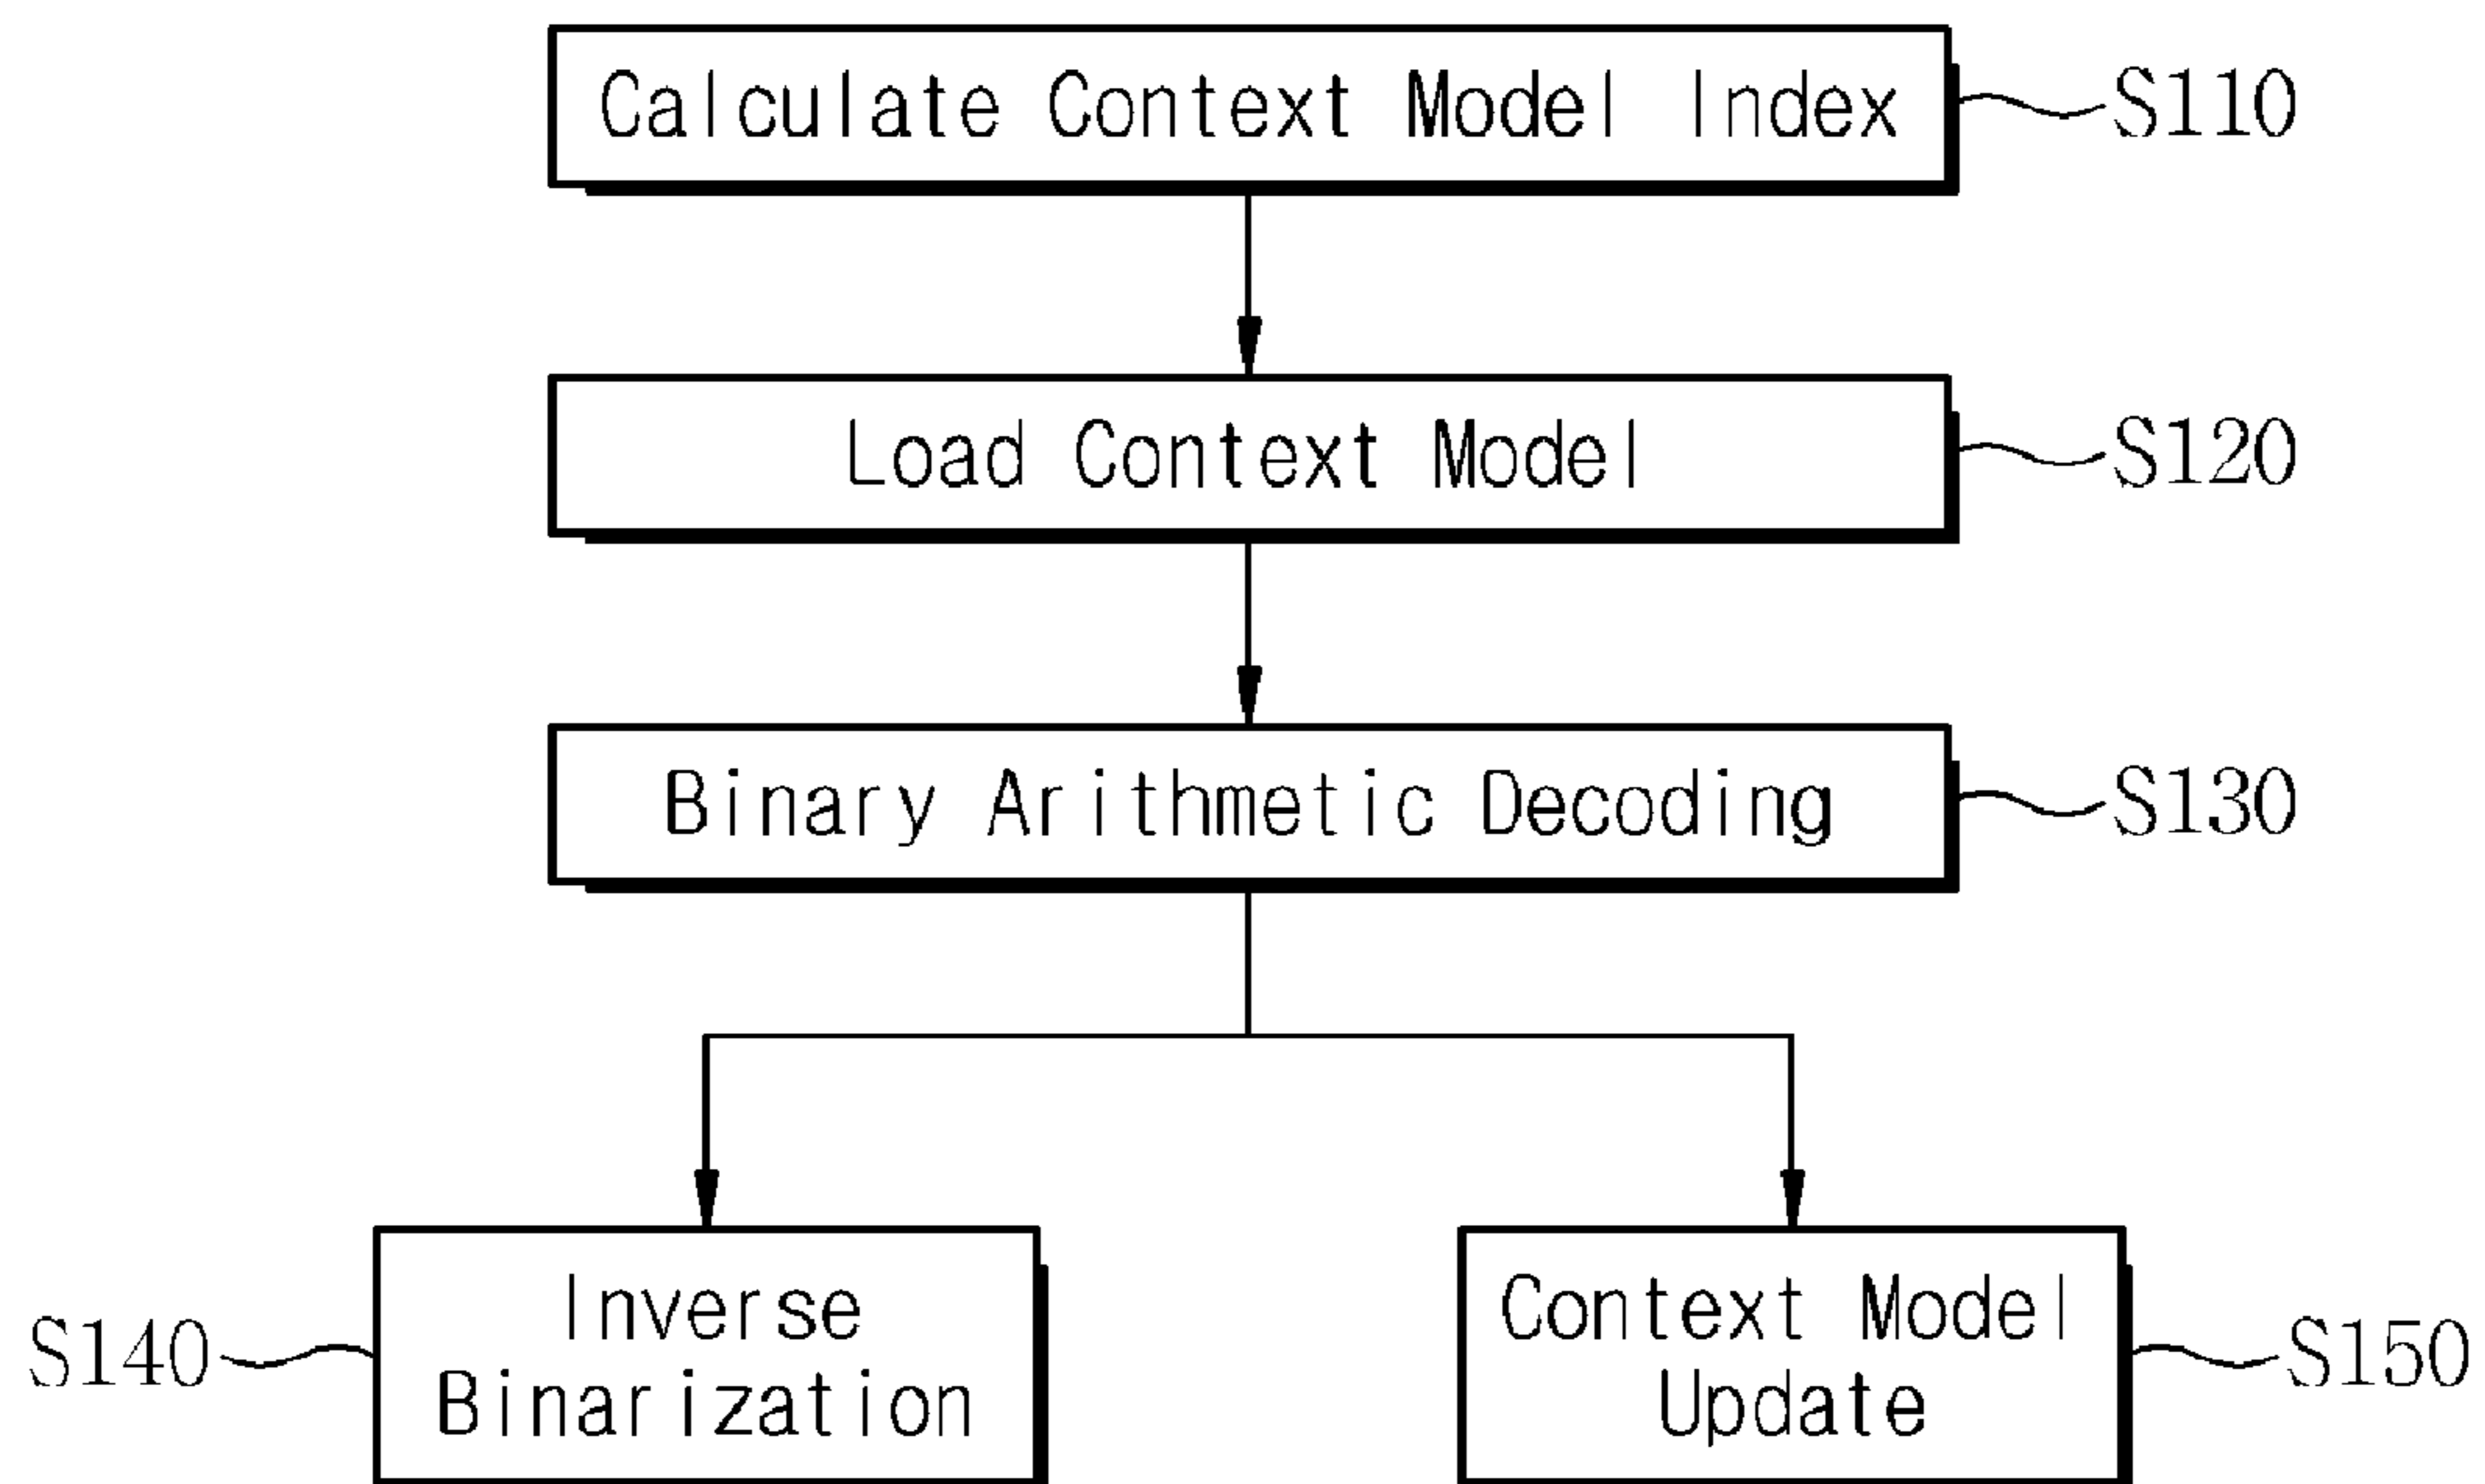 Calculate Context Model Index
S110
Load Context Model
S120
Binary Arithmetic Decoding
S130
S140
Inverse
Binarization
Context Model
Update
S150